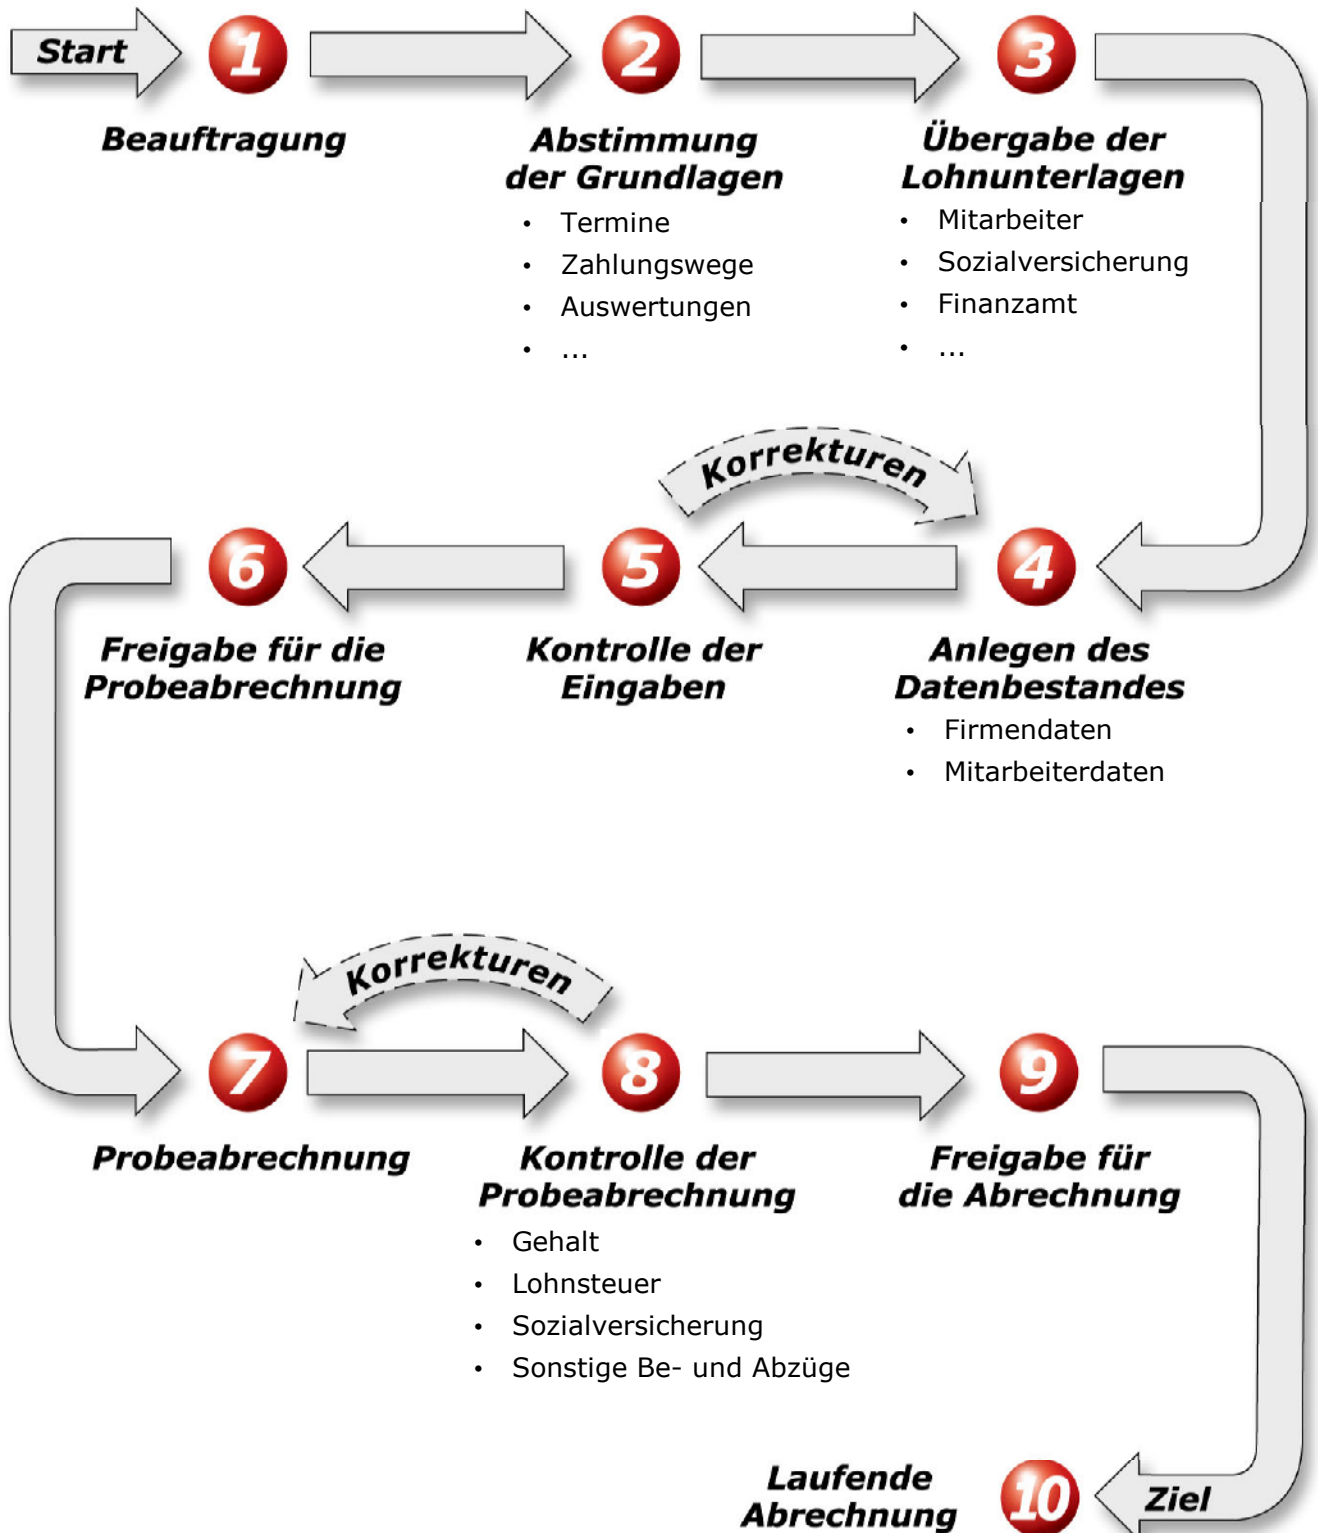 Start
1
2
3
Beauftragung
Abstimmung
der Grundlagen
• Termine
• Zahlungswege
• Auswertungen
• ...
Übergabe der
Lohnunterlagen
• Mitarbeiter
• Sozialversicherung
• Finanzamt
• ...
Korrekturen
6
5
4
Freigabe für die
Probeabrechnung
Kontrolle der
Eingaben
Anlegen des
Datenbestandes
• Firmendaten
• Mitarbeiterdaten
Korrekturen
7
8
9
Probeabrechnung
Kontrolle der
Probeabrechnung
• Gehalt
• Lohnsteuer
• Sozialversicherung
• Sonstige Be- und Abzüge
Freigabe für
die Abrechnung
Laufende
Abrechnung
10
Ziel